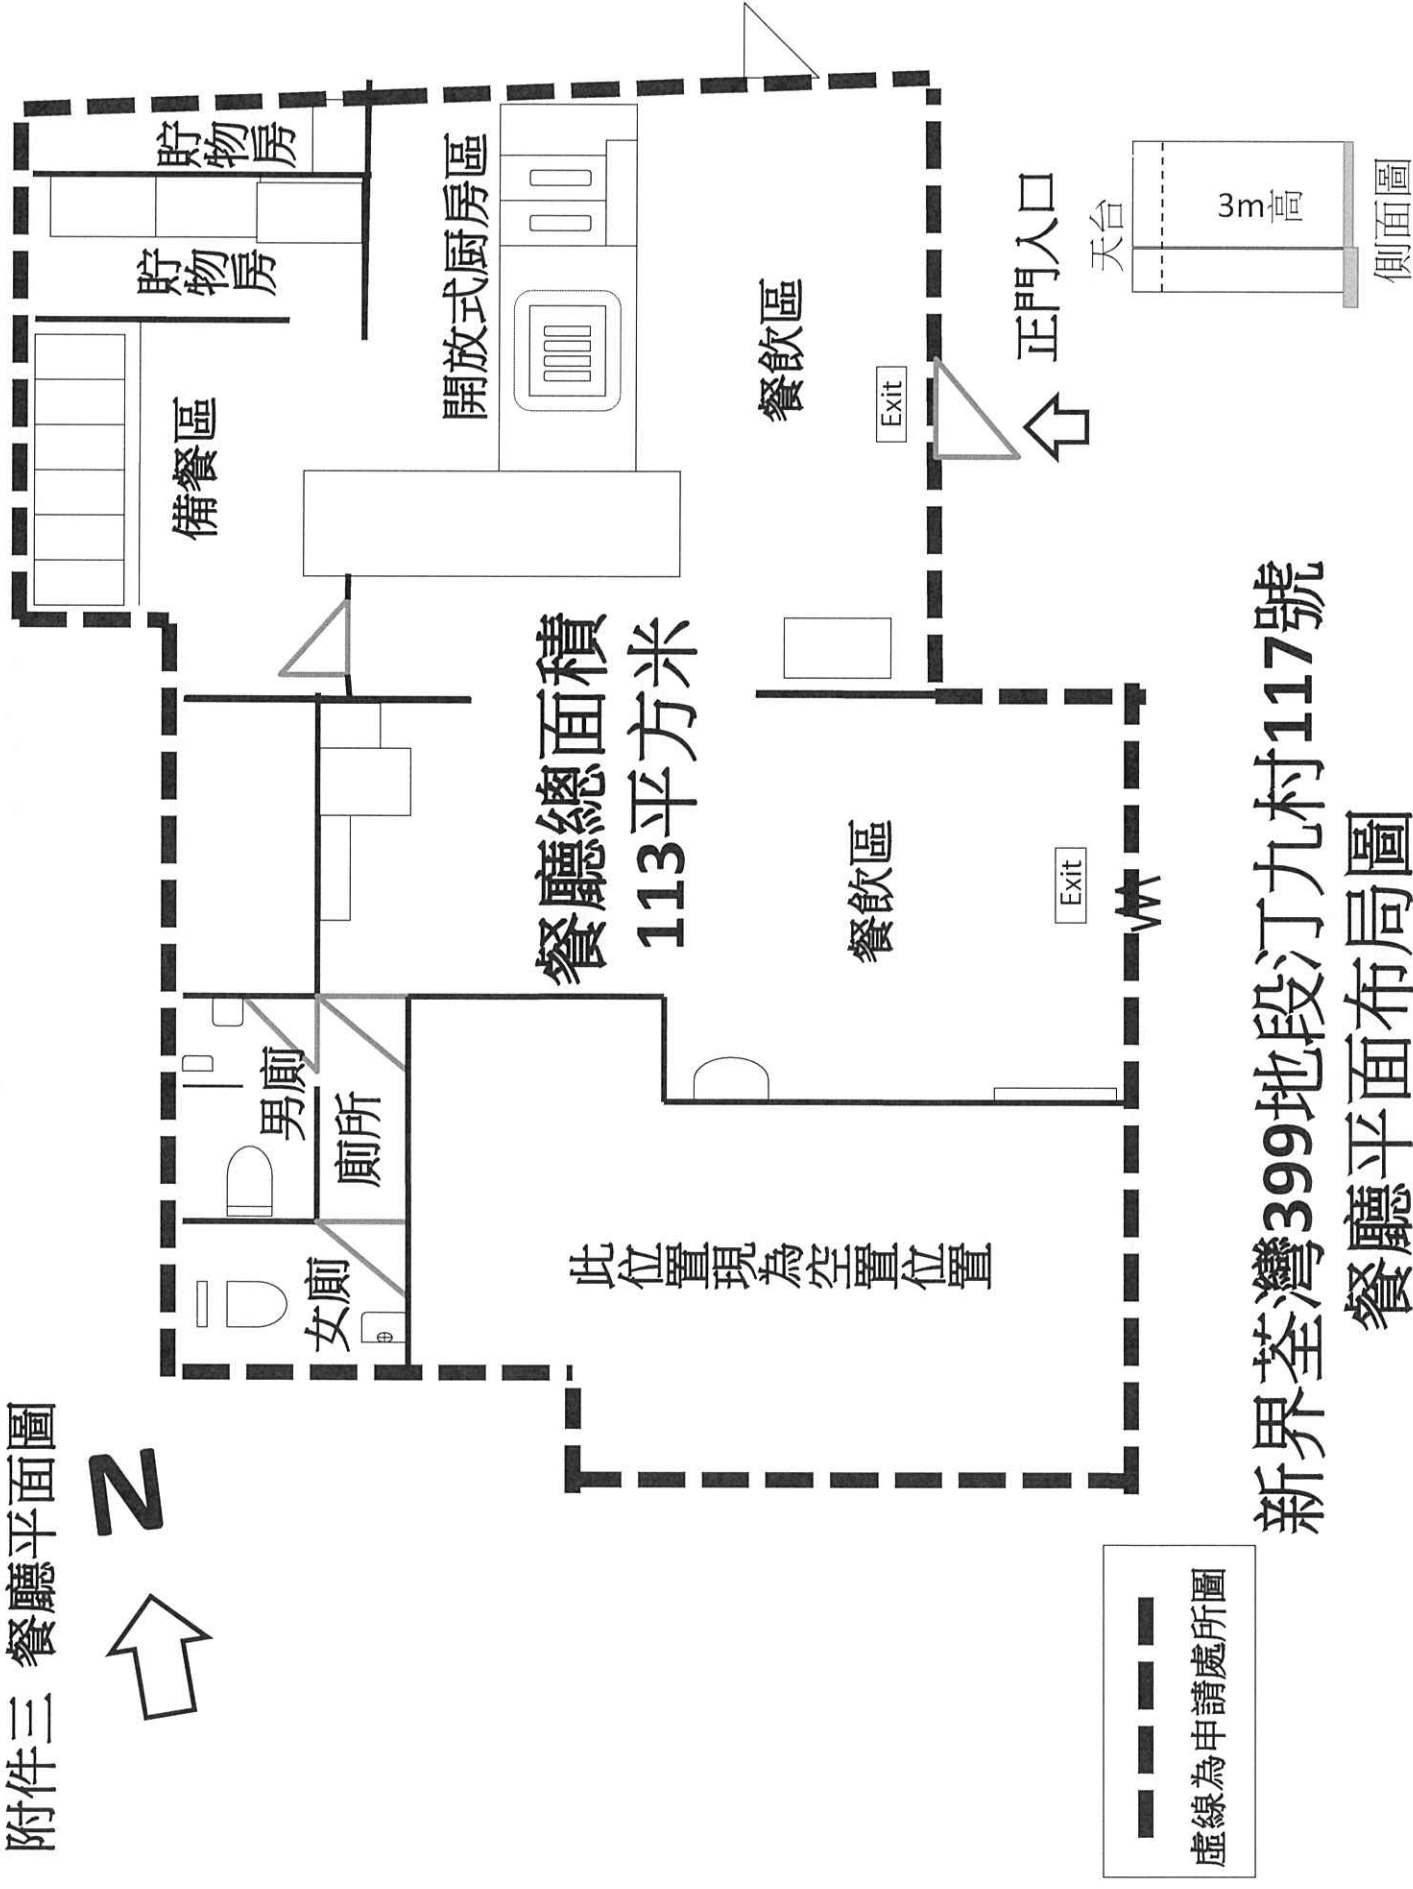 附件三 餐廳平面圖
N
女廁
男廁
廁所
備餐區
貯物房
貯物房
開放式厨房區
餐廳總面積
113平方米
此位置現為空置位置
餐飲區
餐飲區
Exit
Exit
正門入口
天台
3m高
側面圖
虛線為申請處所圖
新界荃灣399地段汀九村117號
餐廳平面布局圖